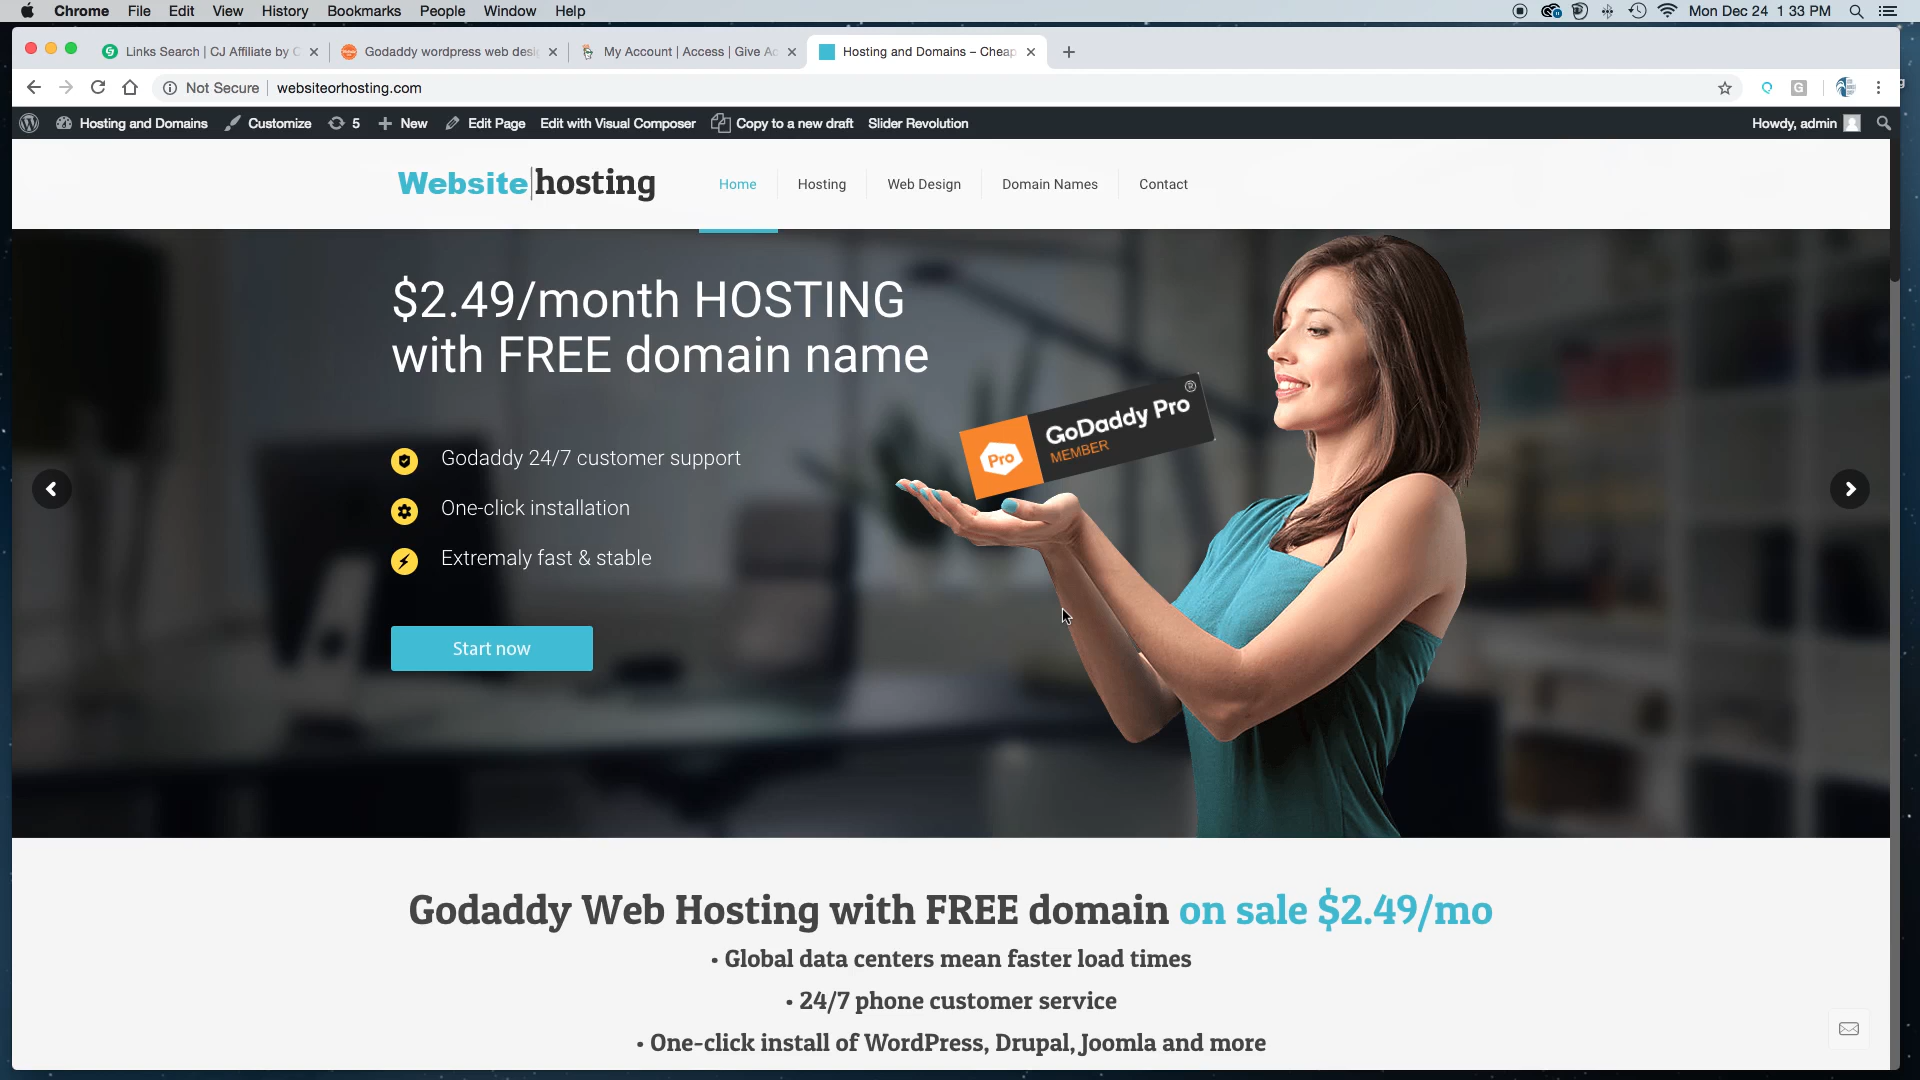 Chrome File Edit View History Bookmarks People Window Help Mon Dec 24 1 33 PM
Links Search | CJ Affiliate by C Godaddy wordpress web desi My Account | Access | Give Ac Hosting and Domains – Cheap
Not Secure websiteorhosting.com
Hosting and Domains Customize 5 New Edit Page Edit with Visual Composer Copy to a new draft Slider Revolution Howdy, admin
Website hosting Home Hosting Web Design Domain Names Contact
$2.49/month HOSTING
with FREE domain name
Pro GoDaddy Pro ®
MEMBER
Godaddy 24/7 customer support
One-click installation
Extremaly fast & stable
Start now
Godaddy Web Hosting with FREE domain on sale $2.49/mo
• Global data centers mean faster load times
• 24/7 phone customer service
• One-click install of WordPress, Drupal, Joomla and more